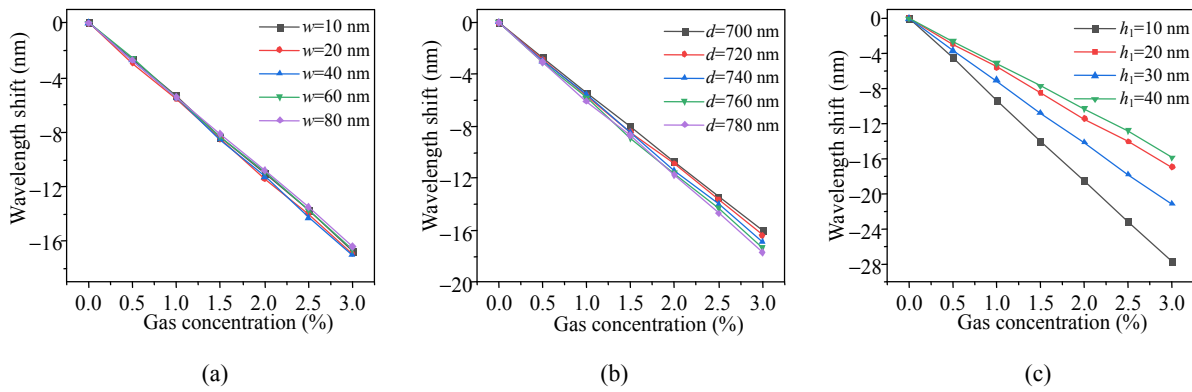 0
−4
−8
−12
−16
Wavelength shift (nm)
w=10 nm
w=20 nm
w=40 nm
w=60 nm
w=80 nm
0.0 0.5 1.0 1.5 2.0 2.5 3.0
Gas concentration (%)
(a)
0
−4
−8
−12
−16
−20
Wavelength shift (nm)
d=700 nm
d=720 nm
d=740 nm
d=760 nm
d=780 nm
0.0 0.5 1.0 1.5 2.0 2.5 3.0
Gas concentration (%)
(b)
0
−4
−8
−12
−16
−20
−24
−28
Wavelength shift (nm)
h₁=10 nm
h₁=20 nm
h₁=30 nm
h₁=40 nm
0.0 0.5 1.0 1.5 2.0 2.5 3.0
Gas concentration (%)
(c)